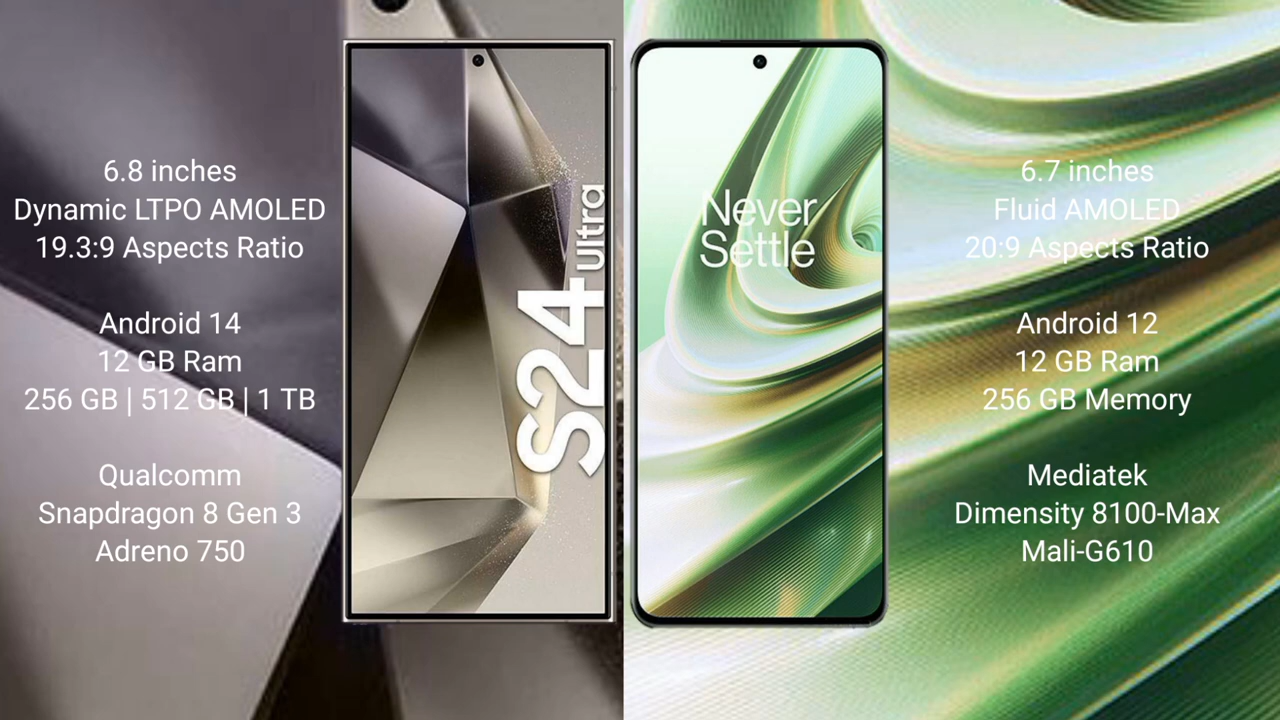 6.8 inches
Dynamic LTPO AMOLED
19.3:9 Aspects Ratio
Android 14
12 GB Ram
256 GB | 512 GB | 1 TB
Qualcomm
Snapdragon 8 Gen 3
Adreno 750
S24 ultra
Never
Settle
6.7 inches
Fluid AMOLED
20:9 Aspects Ratio
Android 12
12 GB Ram
256 GB Memory
Mediatek
Dimensity 8100-Max
Mali-G610